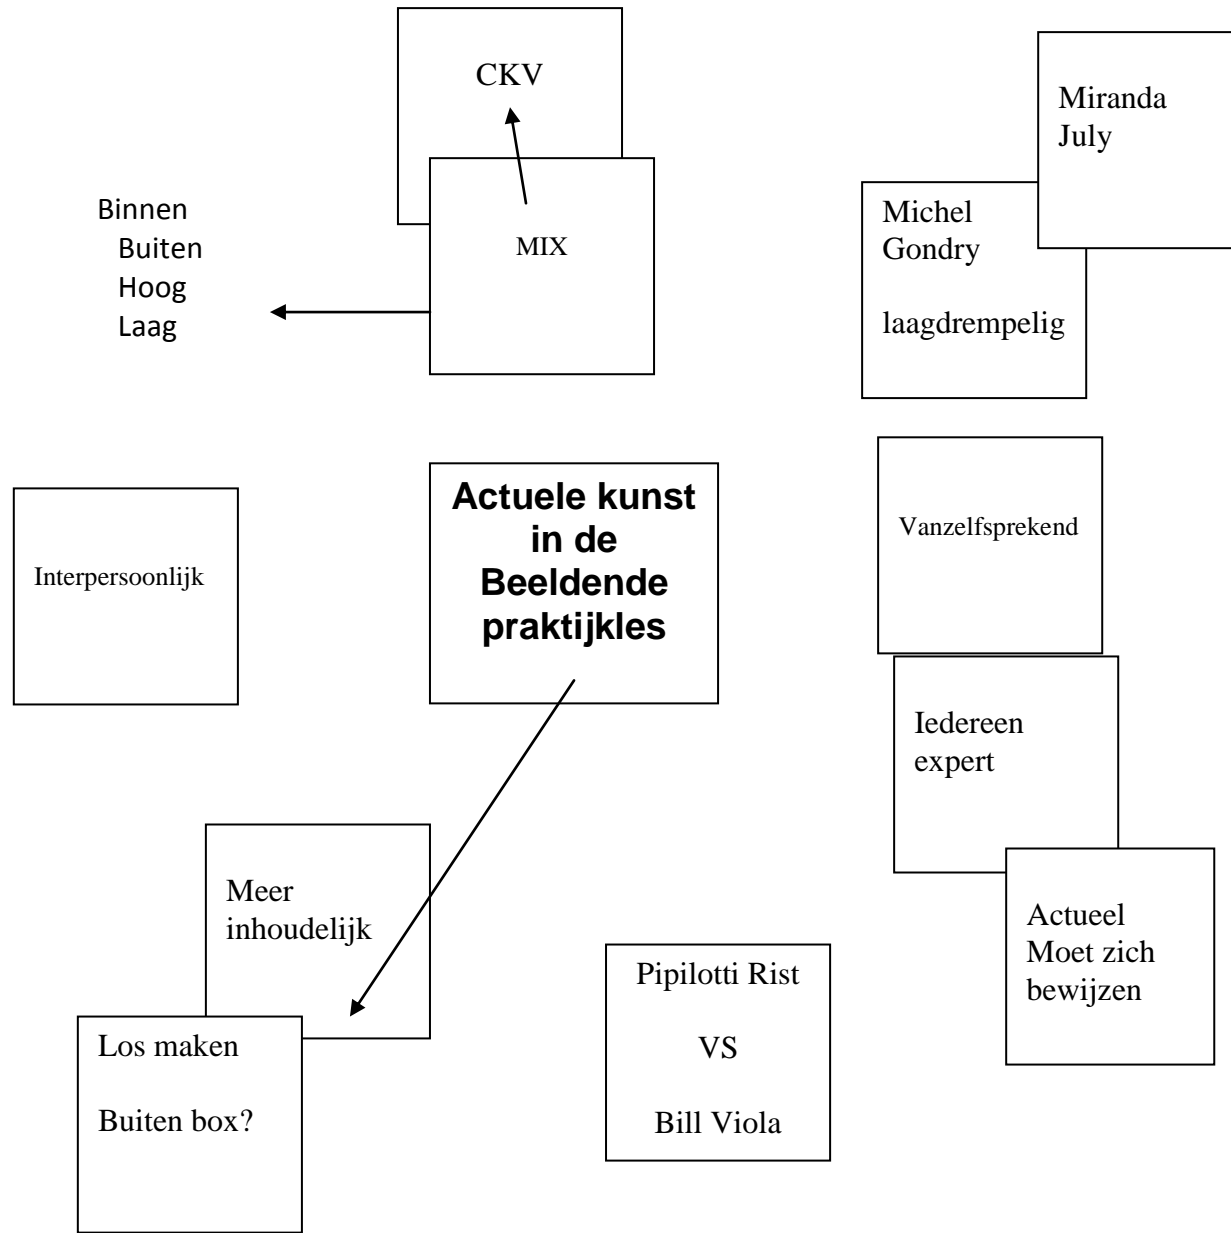 CKV
MIX
Binnen
Buiten
Hoog
Laag
Miranda
July
Michel
Gondry
laagdrempelig
Interpersoonlijk
Actuele kunst
in de
Beeldende
praktijkles
Vanzelfsprekend
Iedereen
expert
Actueel
Moet zich
bewijzen
Meer
inhoudelijk
Los maken
Buiten box?
Pipilotti Rist
VS
Bill Viola